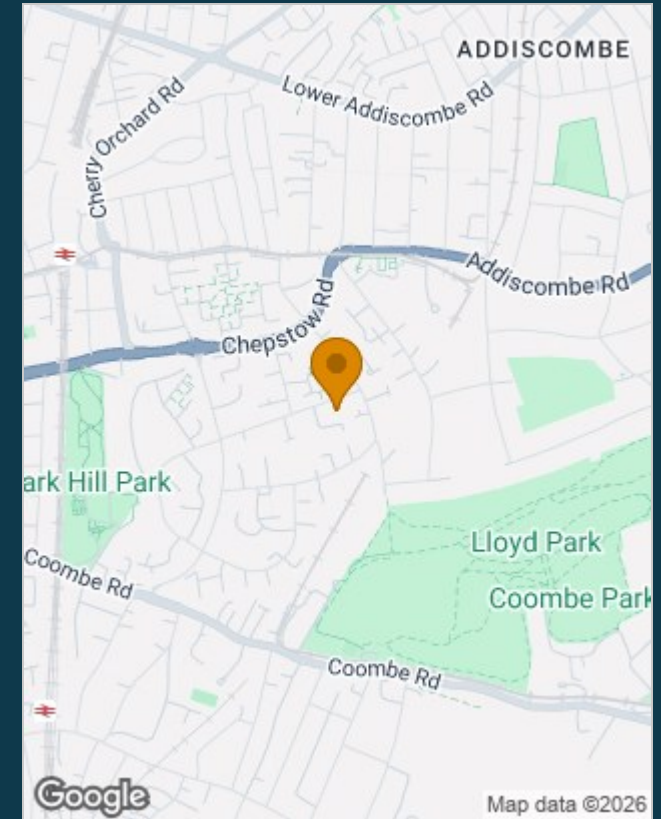 ADDISCOMBE
Lower Addiscombe Rd
Cherry Orchard Rd
Addiscombe Rd
Chepstow Rd
ark Hill Park
Lloyd Park
Coombe Rd
Coombe Park
Coombe Rd
Google
Map data ©2026